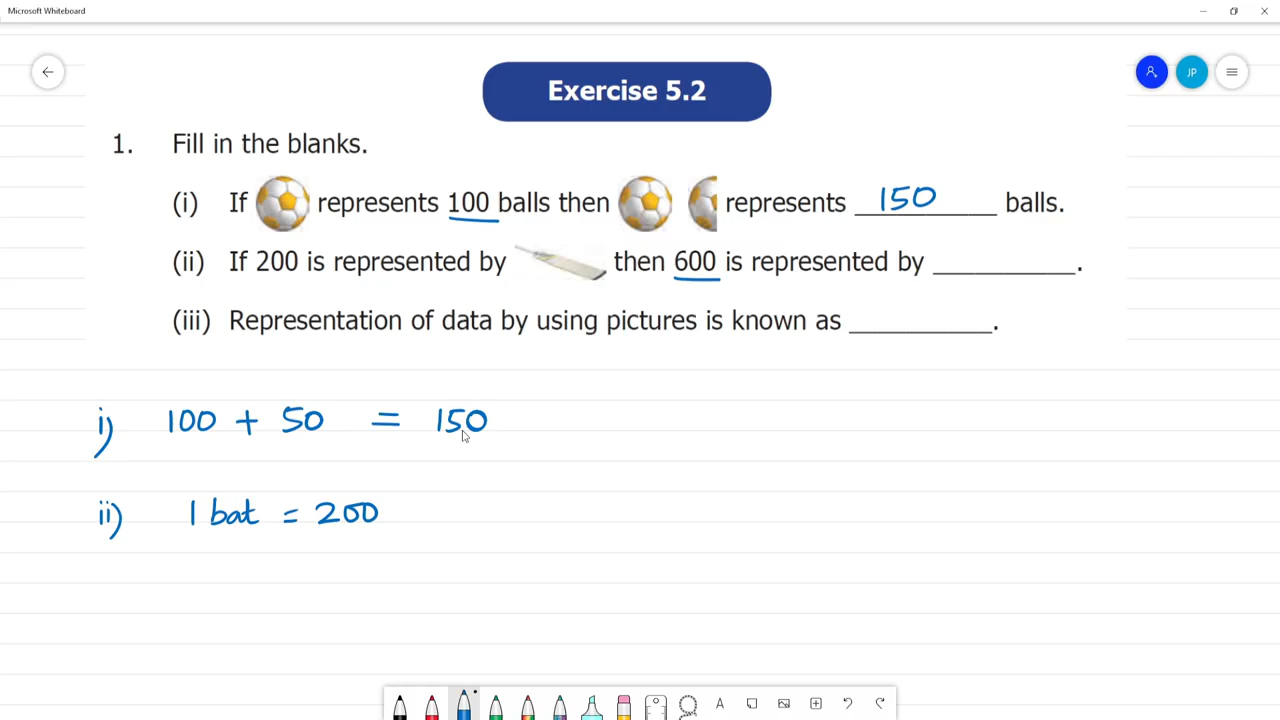 Microsoft Whiteboard
JP
Exercise 5.2
1. Fill in the blanks.
(i) If represents 100 balls then represents 150 balls.
(ii) If 200 is represented by then 600 is represented by __________.
(iii) Representation of data by using pictures is known as __________.
i) 100 + 50 = 150
ii) 1 bat = 200
A